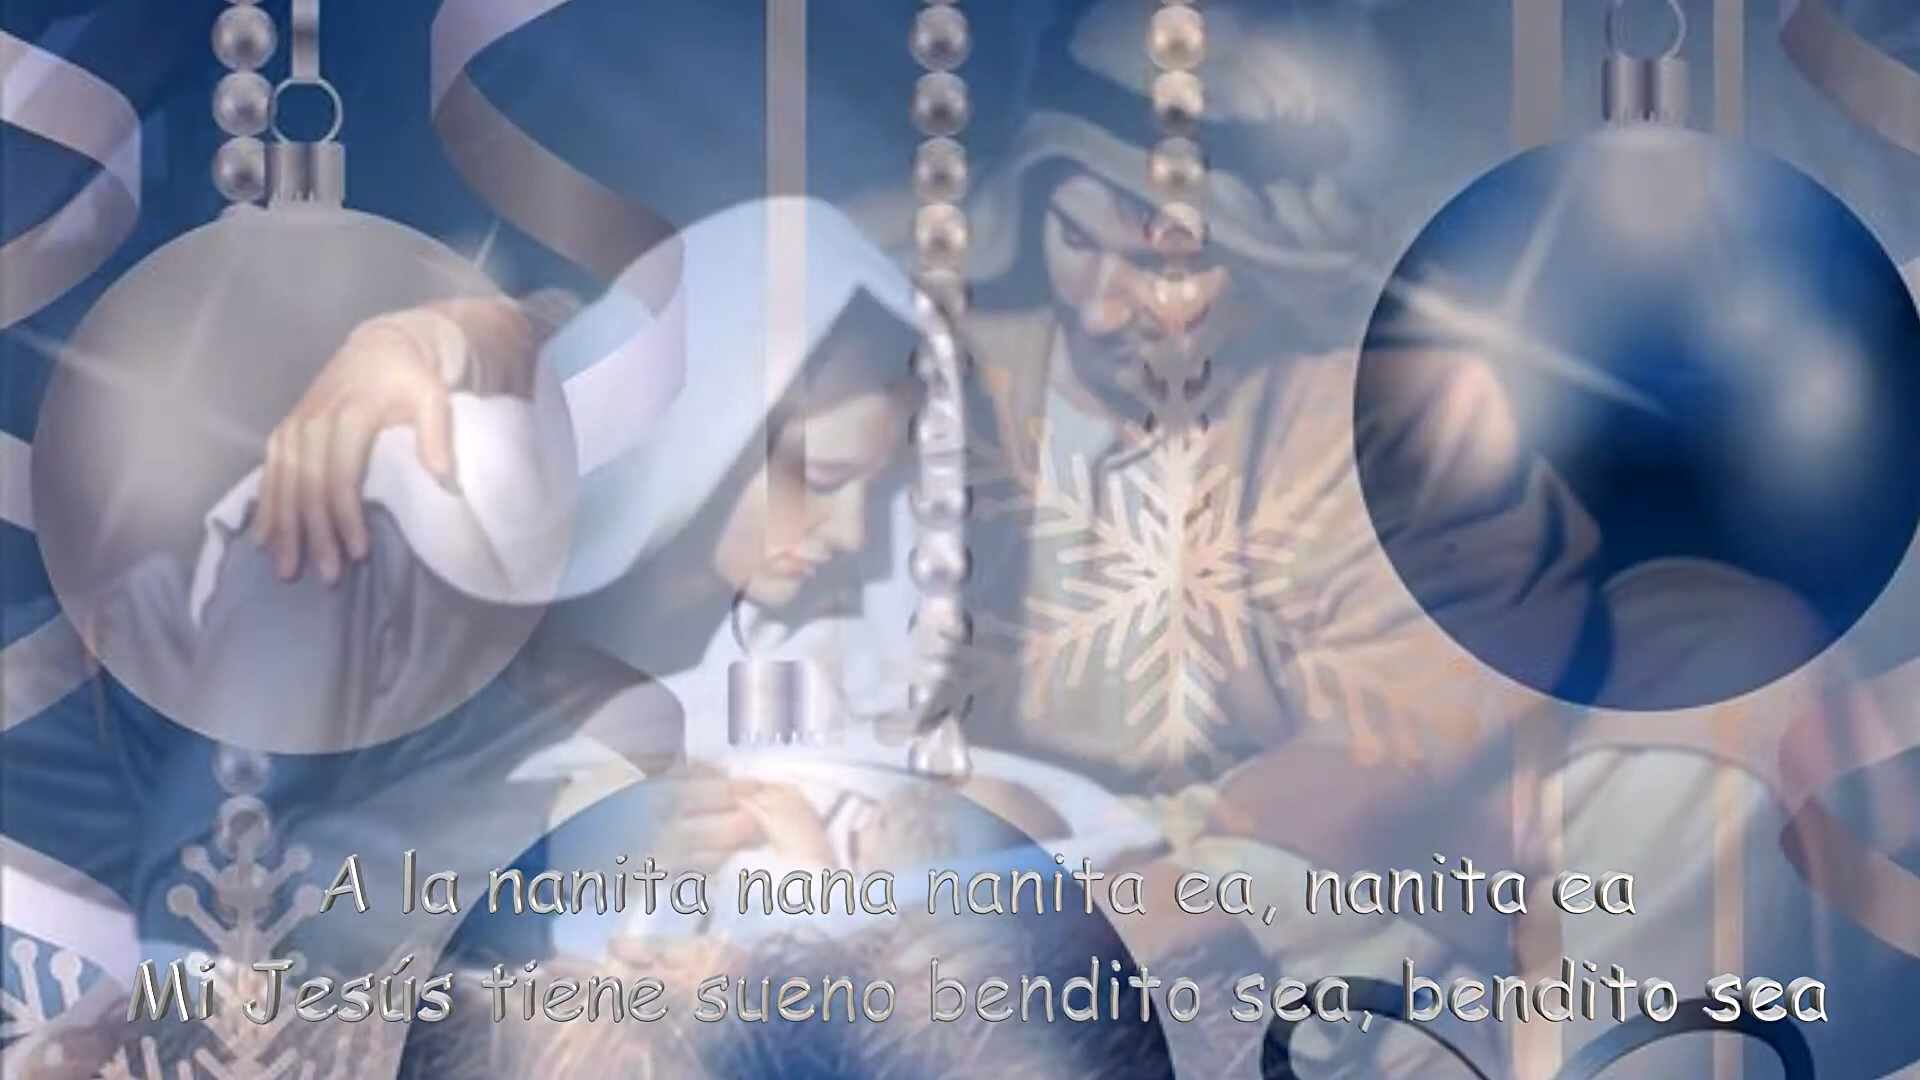 A la nanita nana nanita ea, nanita ea
Mi Jesús tiene sueno bendito sea, bendito sea